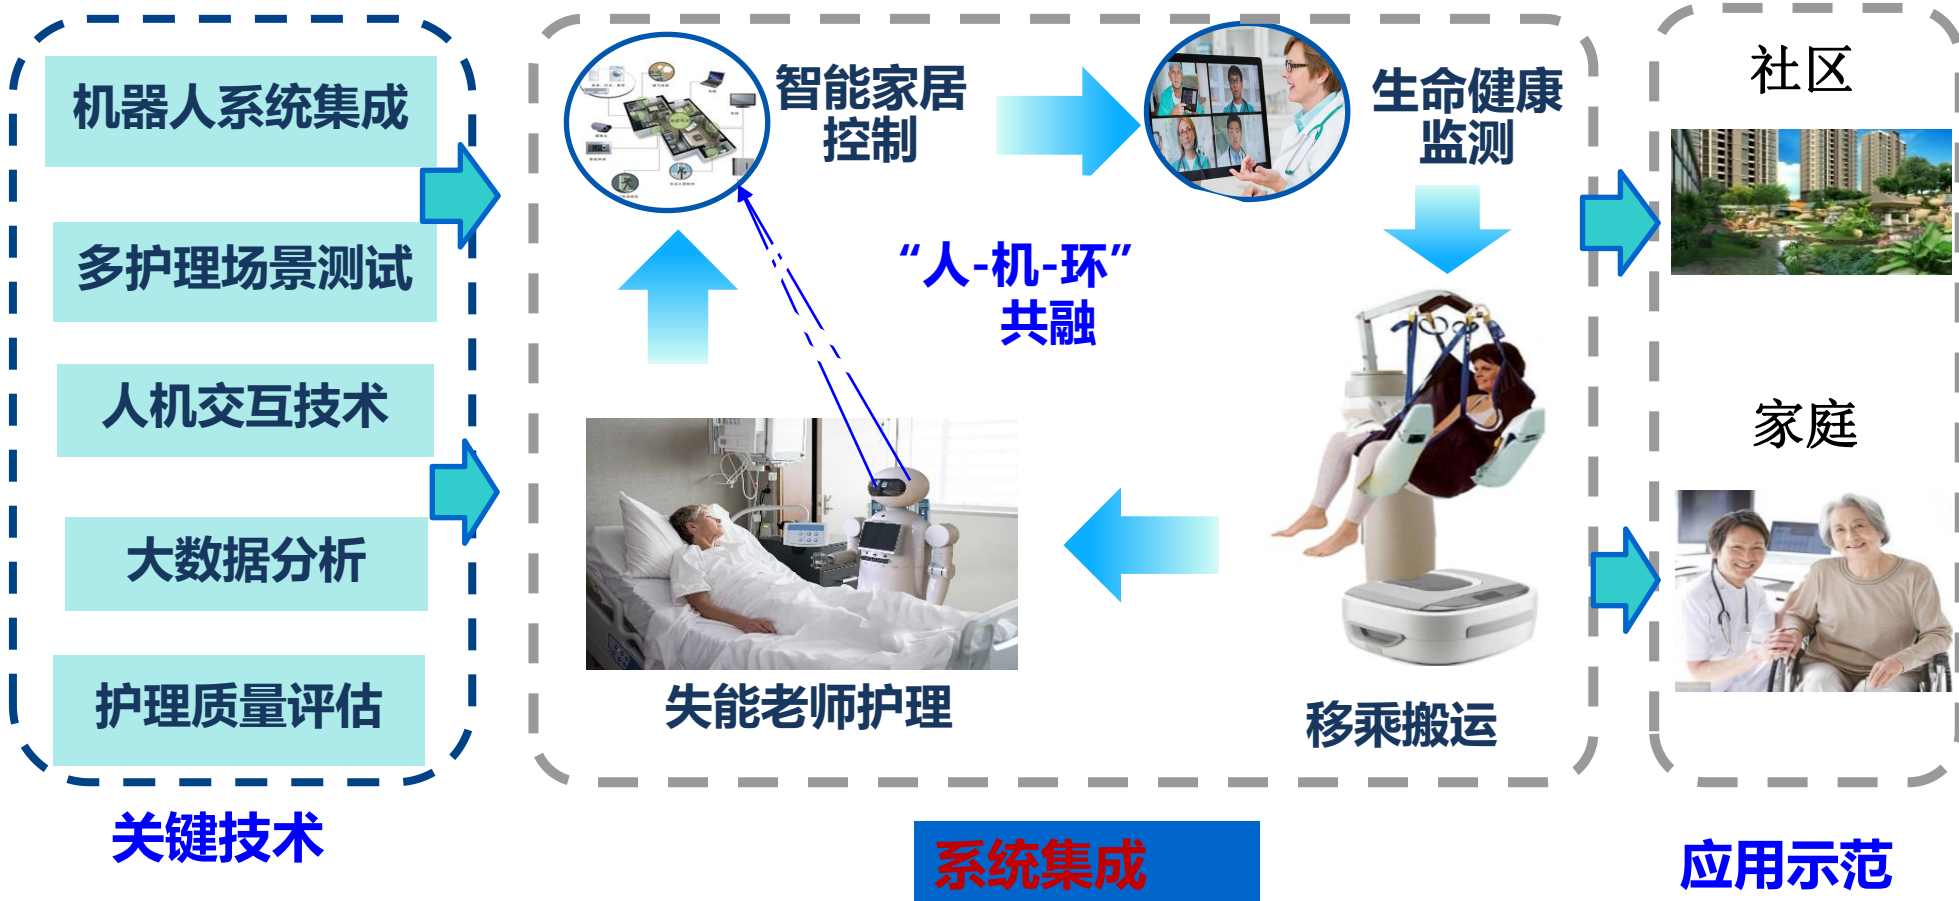 机器人系统集成
多护理场景测试
人机交互技术
大数据分析
护理质量评估
关键技术
智能家居
控制
生命健康
监测
“人-机-环”
共融
失能老师护理
移乘搬运
系统集成
社区
家庭
应用示范